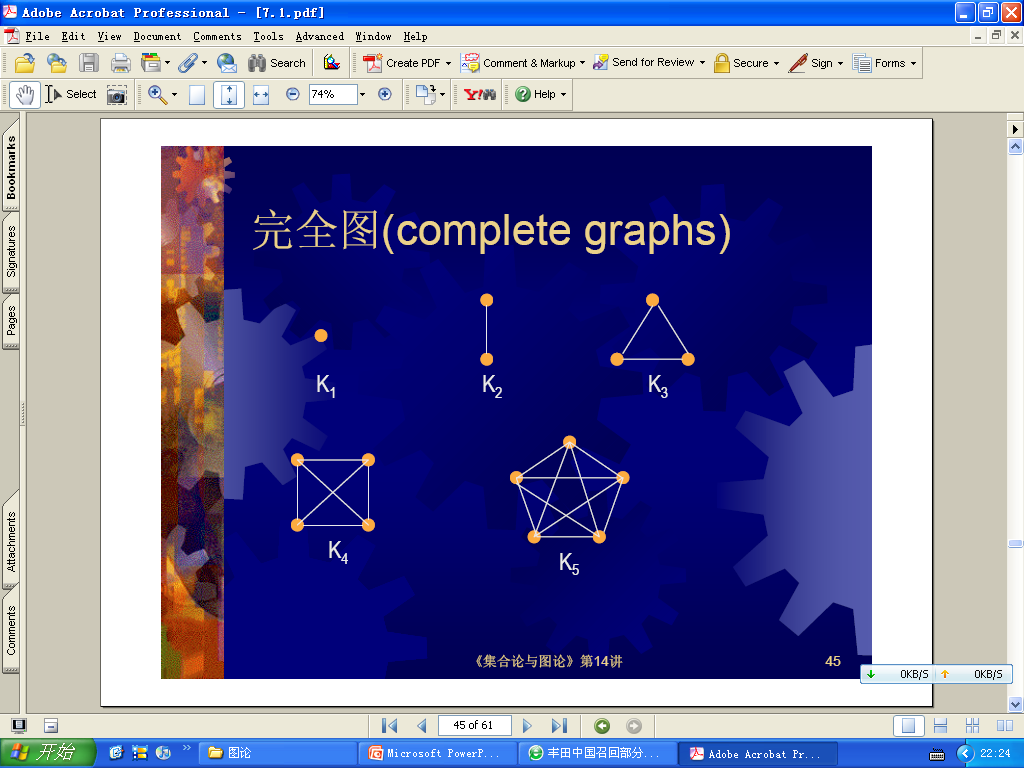 Adobe Acrobat Professional - [7.1.pdf]
File Edit View Document Comments Tools Advanced Window Help
Search Create PDF Comment & Markup Send for Review Secure Sign Forms
Select 74% Y! Help
Bookmarks
Signatures
Pages
Attachments
Comments
完全图(complete graphs)
K1 K2 K3
K4 K5
《集合论与图论》第14讲 45
0KB/S 0KB/S
45 of 61
开始 图论 Microsoft PowerP... 丰田中国召回部分... Adobe Acrobat Pr... 22:24